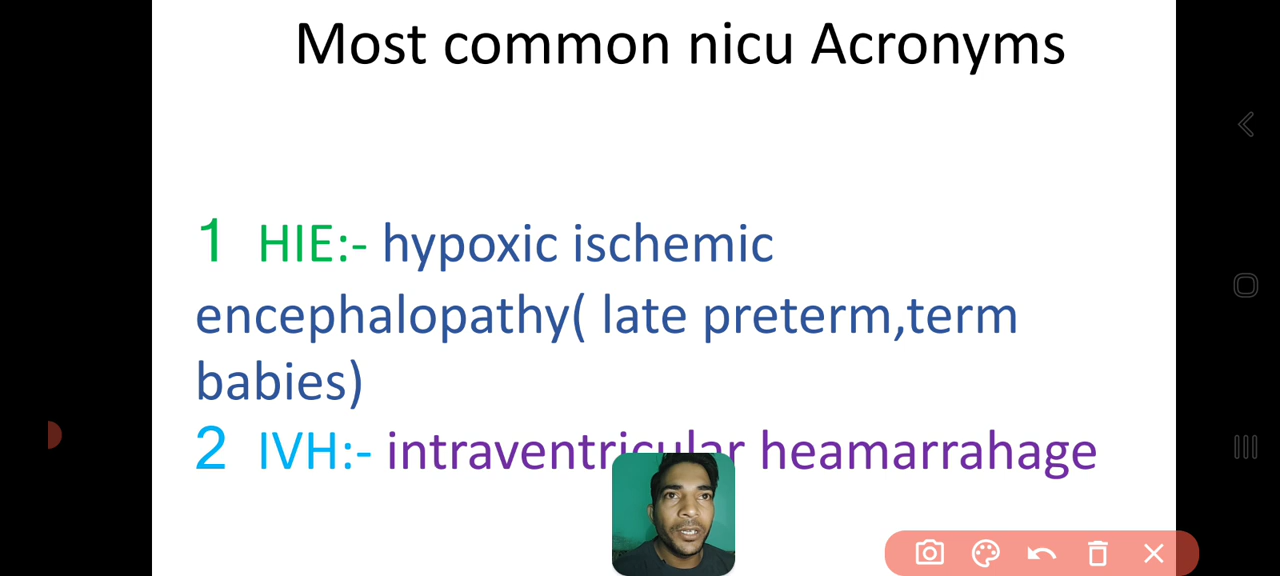 Most common nicu Acronyms
1 HIE:- hypoxic ischemic
encephalopathy( late preterm,term
babies)
2 IVH:- intraventricular heamarrahage